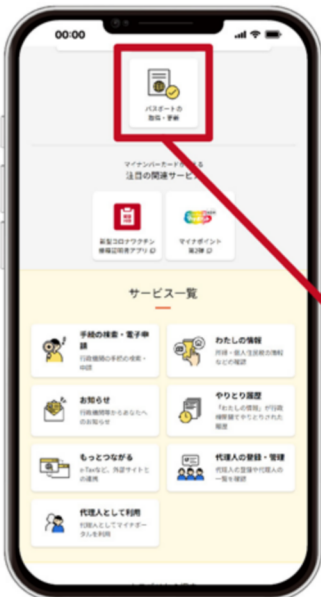 00:00
パスポートの
取得・更新
マイナンバーカードを
る
注目の関連サービ
新型コロナワクチン
接種証明書アプリ
マイナポイント
第2弾
サービス一覧
手続の検索・電子申
請
行政機関の手続の検索・
申請
わたしの情報
所得・個人住民税の情報
などの確認
お知らせ
行政機関等からあなたへ
のお知らせ
やりとり履歴
「わたしの情報」が行政
機関間でやりとりされた
履歴
もっとつながる
e-Taxなど、外部サイトと
の連携
代理人の登録・管理
代理人の登録や代理人の
一覧を確認
代理人として利用
代理人としてマイナポー
タルを利用